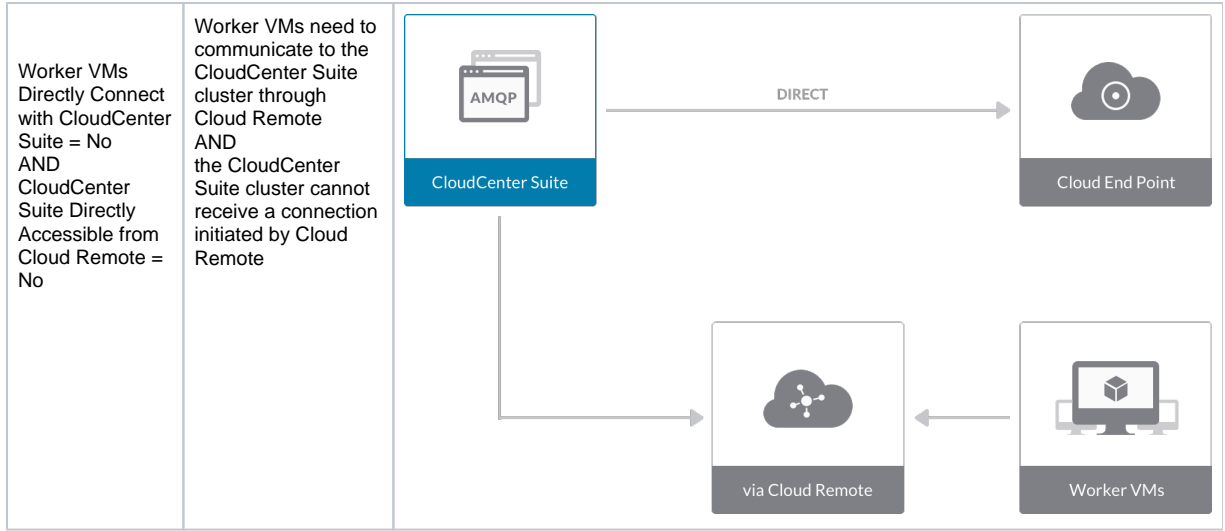 Worker VMs
Directly Connect
with CloudCenter
Suite = No
AND
CloudCenter
Suite Directly
Accessible from
Cloud Remote =
No
Worker VMs need to
communicate to the
CloudCenter Suite
cluster through
Cloud Remote
AND
the CloudCenter
Suite cluster cannot
receive a connection
initiated by Cloud
Remote
AMQP
CloudCenter Suite
DIRECT
Cloud End Point
via Cloud Remote
Worker VMs